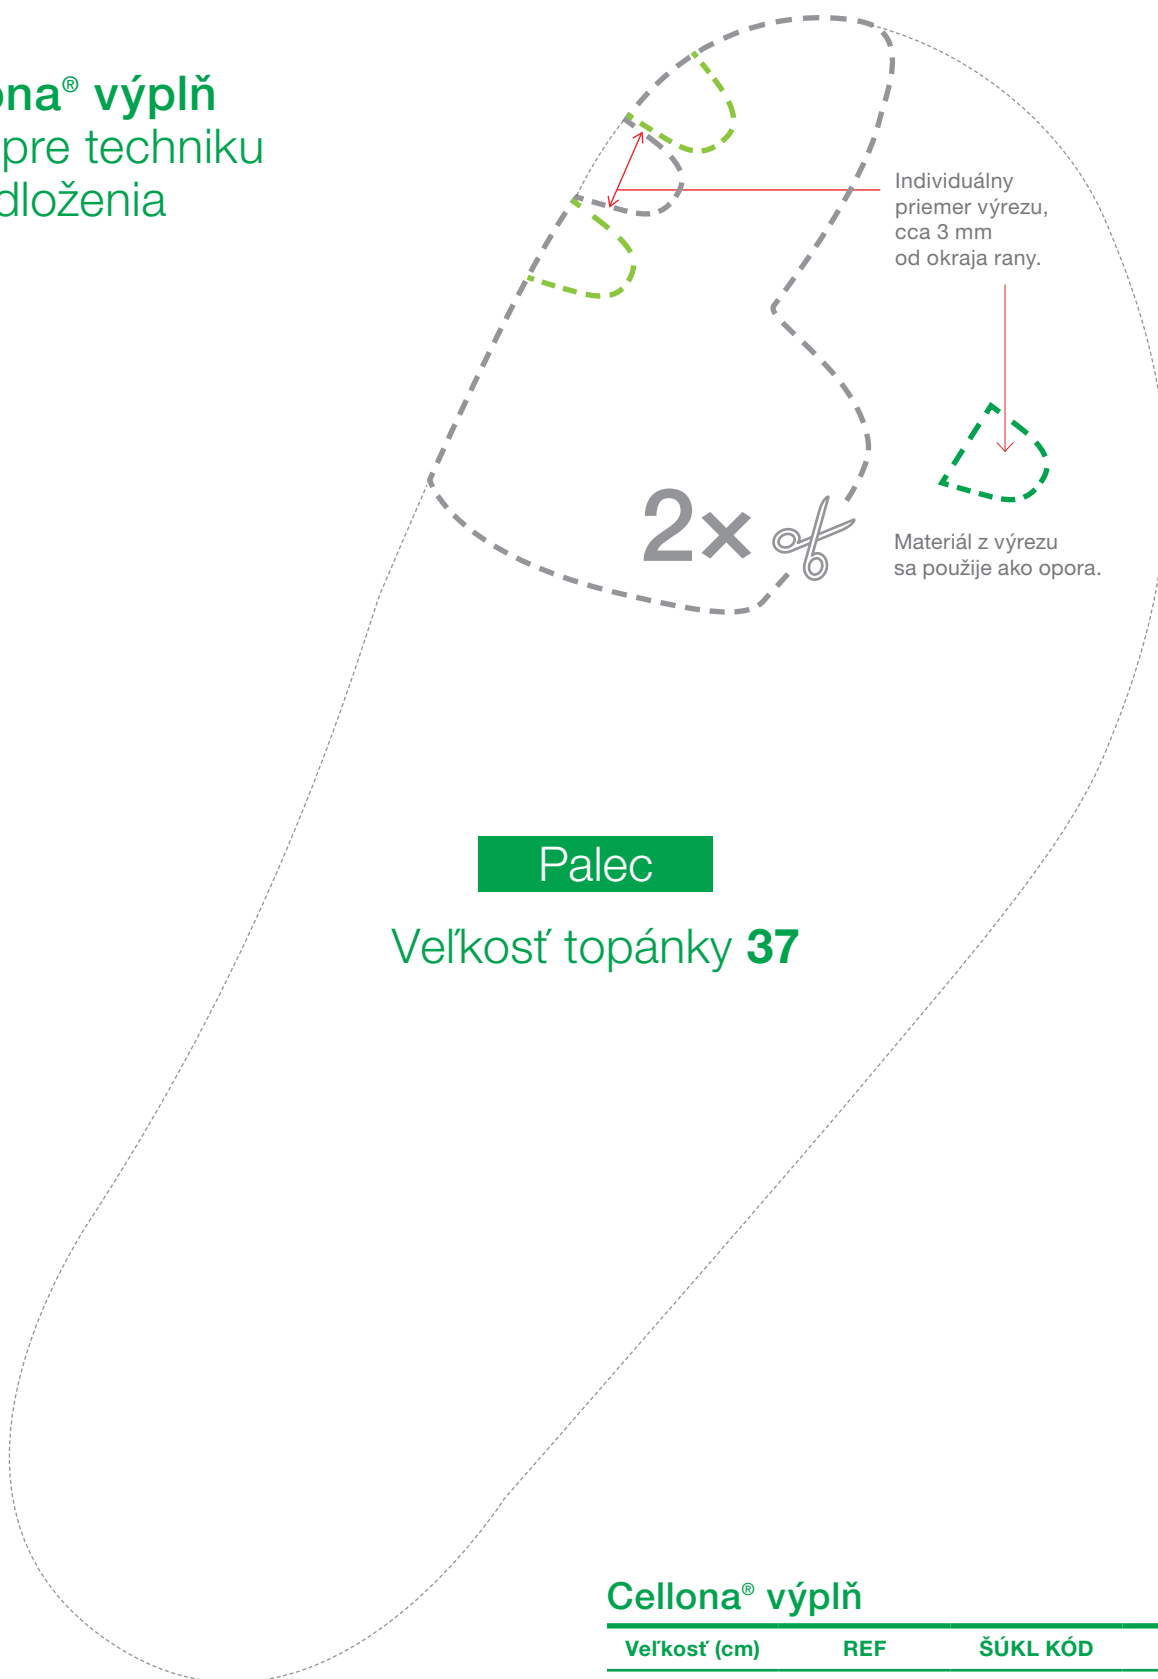 ona® výplň
pre techniku
dloženia
Individuálny
priemer výrezu,
cca 3 mm
od okraja rany.
2×
Materiál z výrezu
sa použije ako opora.
Palec
Veľkosť topánky 37
Cellona® výplň
Veľkosť (cm) REF ŠÚKL KÓD